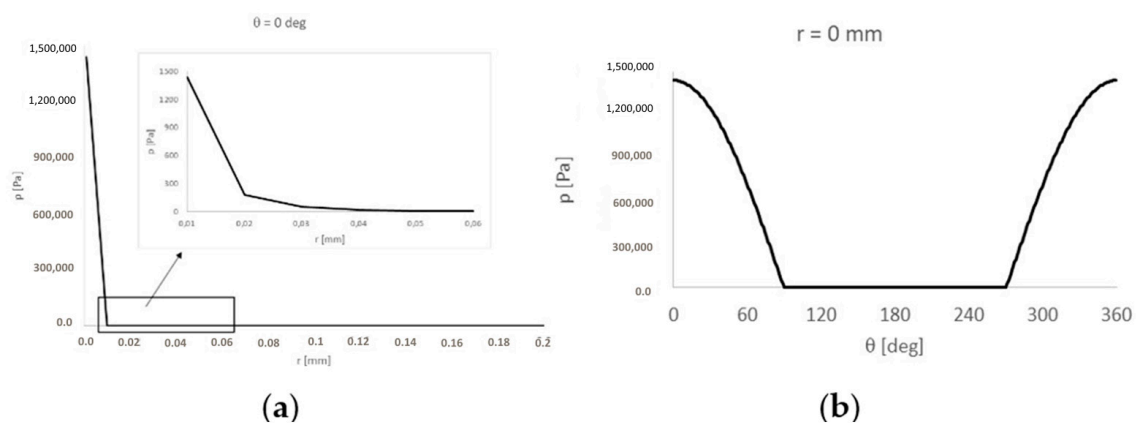 θ = 0 deg
1,500,000
1,200,000
900,000
600,000
300,000
0.0
p [Pa]
0.0 0.02 0.04 0.06 0.08 0.1 0.12 0.14 0.16 0.18 0.2
r [mm]
1500
1200
900
600
300
0
p [Pa]
0,01 0,02 0,03 0,04 0,05 0,06
r [mm]
(a)
r = 0 mm
1,500,000
1,200,000
900,000
600,000
300,000
0.0
p [Pa]
0 60 120 180 240 300 360
θ [deg]
(b)